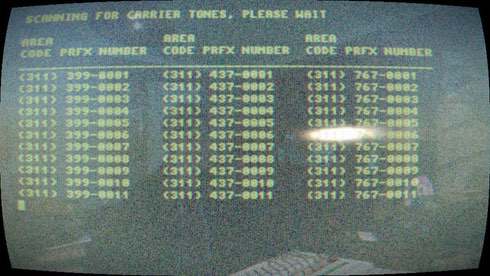 SCANNING FOR CARRIER TONES, PLEASE WAIT
AREA AREA AREA
CODE PRFX NUMBER CODE PRFX NUMBER CODE PRFX NUMBER
(311) 399-0001 (311) 437-0001 (311) 767-0001
(311) 399-0002 (311) 437-0002 (311) 767-0002
(311) 399-0003 (311) 437-0003 (311) 767-0003
(311) 399-0004 (311) 437-0004 (311) 767-0004
(311) 399-0005 (311) 437-0005 (311) 767-0005
(311) 399-0006 (311) 437-0006 (311) 767-0006
(311) 399-0007 (311) 437-0007 (311) 767-0007
(311) 399-0008 (311) 437-0008 (311) 767-0008
(311) 399-0009 (311) 437-0009 (311) 767-0009
(311) 399-0010 (311) 437-0010 (311) 767-0010
(311) 399-0011 (311) 437-0011 (311) 767-0011